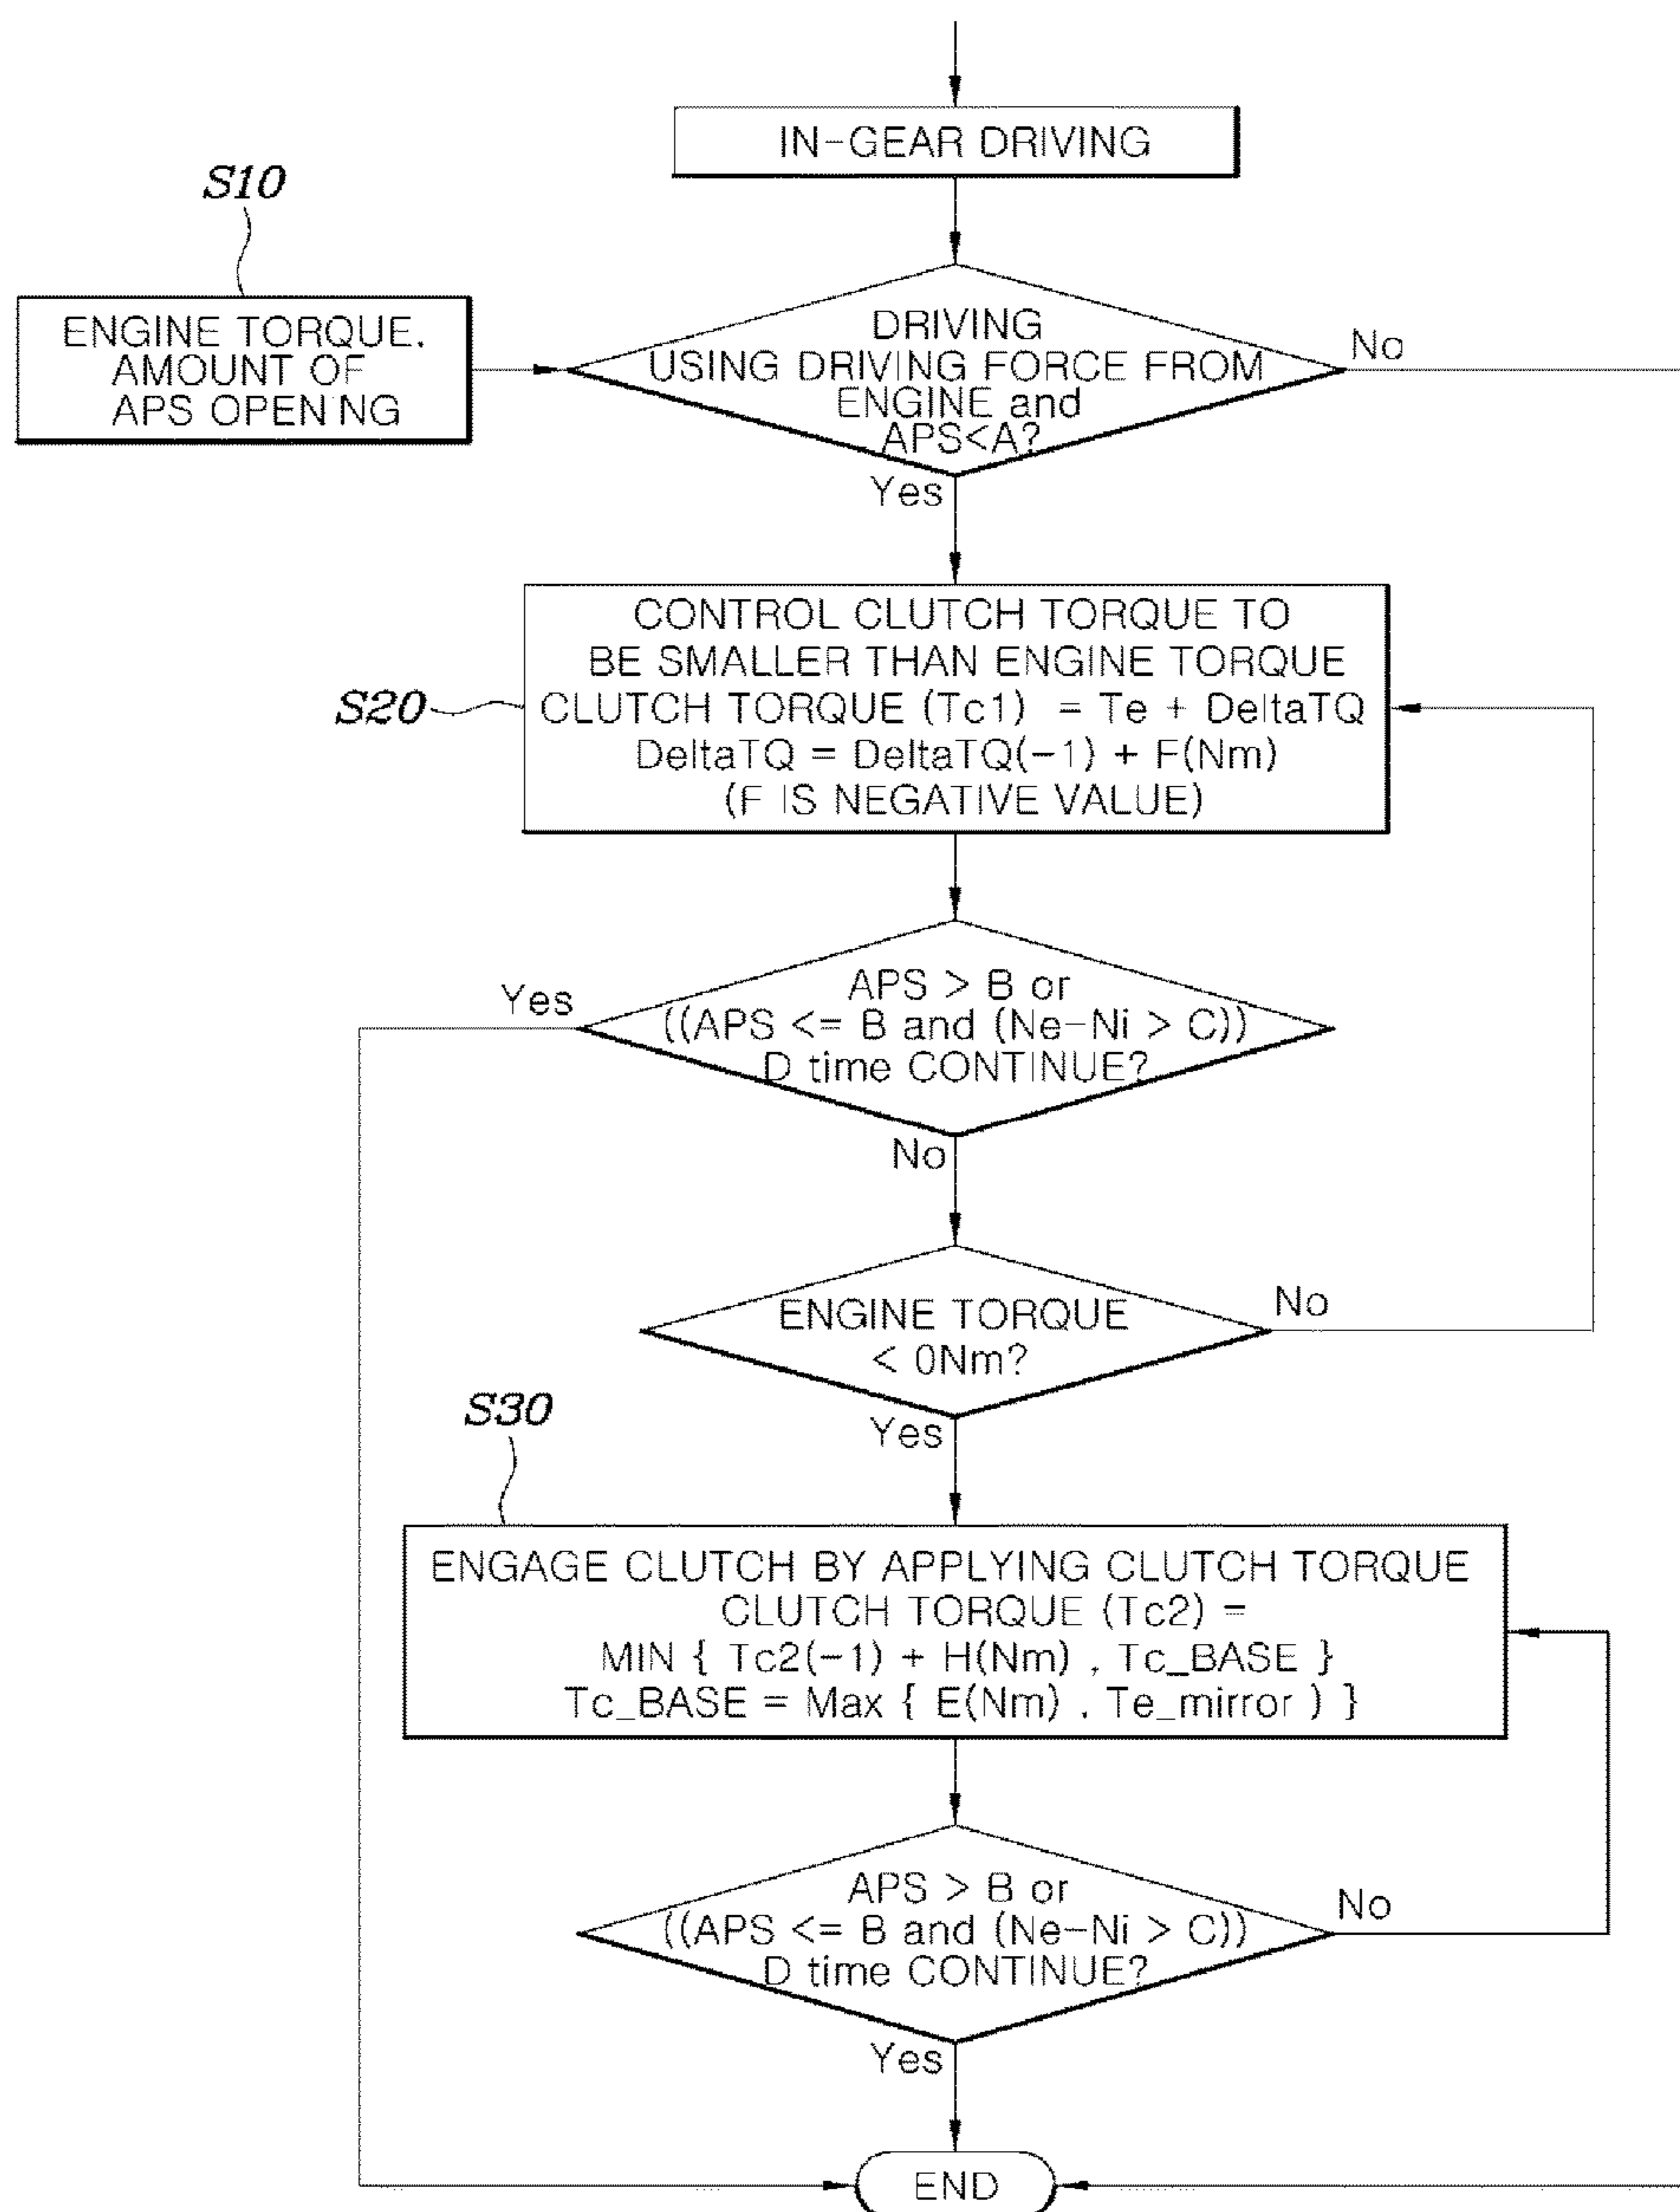 IN-GEAR DRIVING
S10
ENGINE TORQUE,
AMOUNT OF
APS OPENING
DRIVING
USING DRIVING FORCE FROM
ENGINE and
APS<A?
No
Yes
S20
CONTROL CLUTCH TORQUE TO
BE SMALLER THAN ENGINE TORQUE
CLUTCH TORQUE (Tc1) = Te + DeltaTQ
DeltaTQ = DeltaTQ(-1) + F(Nm)
(F IS NEGATIVE VALUE)
Yes
APS > B or
((APS <= B and (Ne-Ni > C))
D time CONTINUE?
No
ENGINE TORQUE
< 0Nm?
No
Yes
S30
ENGAGE CLUTCH BY APPLYING CLUTCH TORQUE
CLUTCH TORQUE (Tc2) =
MIN { Tc2(-1) + H(Nm) , Tc_BASE }
Tc_BASE = Max { E(Nm) , Te_mirror ) }
APS > B or
((APS <= B and (Ne-Ni > C))
D time CONTINUE?
No
Yes
END